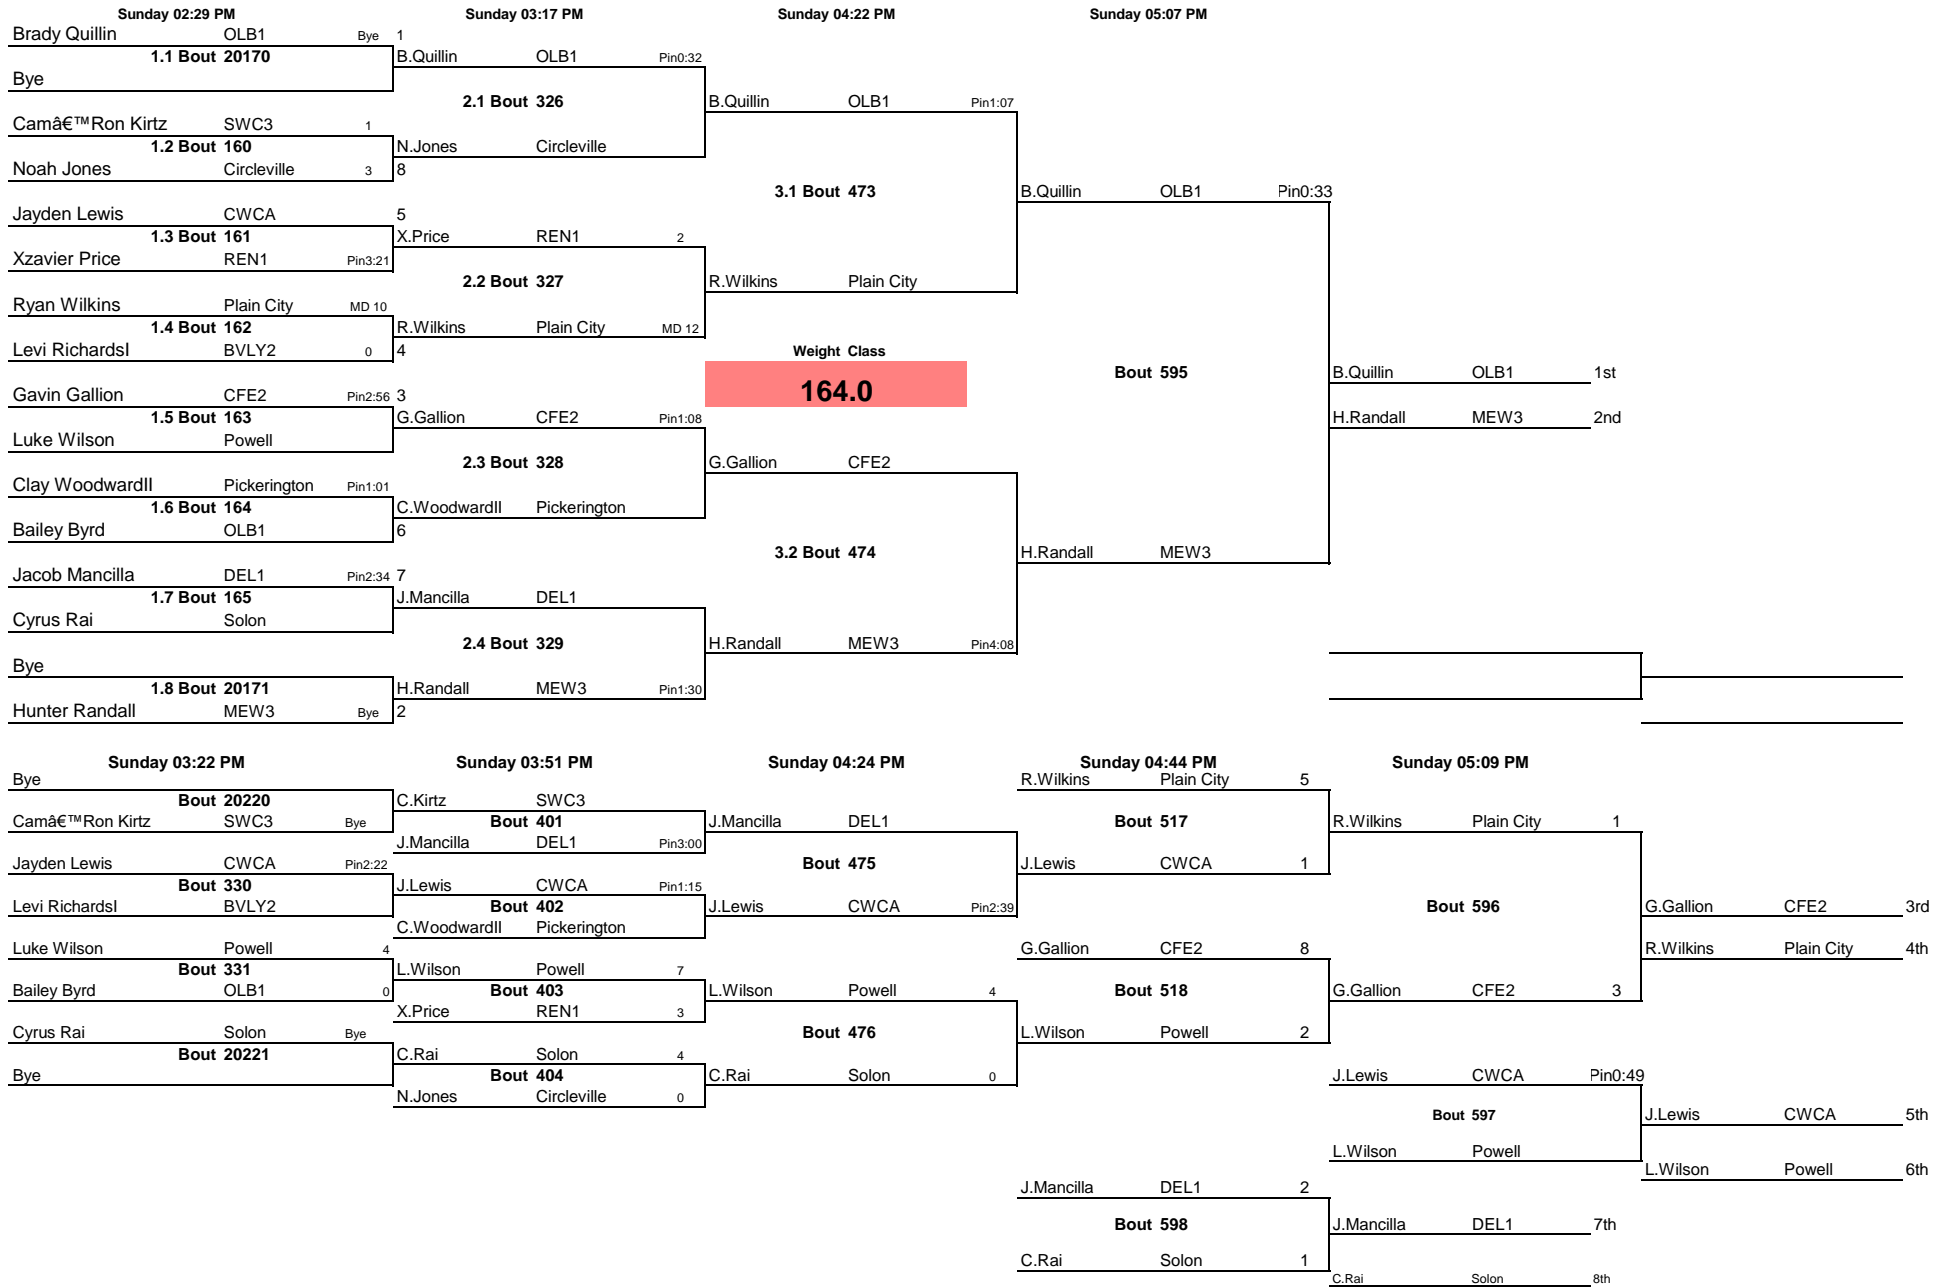 Sunday 02:29 PM Sunday 03:17 PM Sunday 04:22 PM Sunday 05:07 PM
Brady Quillin OLB1 Bye 1
1.1 Bout 20170 B.Quillin OLB1 Pin0:32
Bye
2.1 Bout 326 B.Quillin OLB1 Pin1:07
Camâ€™Ron Kirtz SWC3 1
1.2 Bout 160 N.Jones Circleville
Noah Jones Circleville 3 8
3.1 Bout 473 B.Quillin OLB1 Pin0:33
Jayden Lewis CWCA 5
1.3 Bout 161 X.Price REN1 2
Xzavier Price REN1 Pin3:21
2.2 Bout 327 R.Wilkins Plain City
Ryan Wilkins Plain City MD 10
1.4 Bout 162 R.Wilkins Plain City MD 12
Levi RichardsI BVLY2 0 4 Weight Class
Bout 595 B.Quillin OLB1 1st
Gavin Gallion CFE2 Pin2:56 3 164.0
1.5 Bout 163 G.Gallion CFE2 Pin1:08 H.Randall MEW3 2nd
Luke Wilson Powell
2.3 Bout 328 G.Gallion CFE2
Clay WoodwardII Pickerington Pin1:01
1.6 Bout 164 C.WoodwardII Pickerington
Bailey Byrd OLB1 6
3.2 Bout 474 H.Randall MEW3
Jacob Mancilla DEL1 Pin2:34 7
1.7 Bout 165 J.Mancilla DEL1
Cyrus Rai Solon
2.4 Bout 329 H.Randall MEW3 Pin4:08
Bye
1.8 Bout 20171 H.Randall MEW3 Pin1:30
Hunter Randall MEW3 Bye 2
Sunday 03:22 PM Sunday 03:51 PM Sunday 04:24 PM Sunday 04:44 PM Sunday 05:09 PM
Bye R.Wilkins Plain City 5
Bout 20220 C.Kirtz SWC3
Camâ€™Ron Kirtz SWC3 Bye Bout 401 J.Mancilla DEL1 Bout 517 R.Wilkins Plain City 1
J.Mancilla DEL1 Pin3:00
Jayden Lewis CWCA Pin2:22 Bout 475 J.Lewis CWCA 1
Bout 330 J.Lewis CWCA Pin1:15
Levi RichardsI BVLY2 Bout 402 J.Lewis CWCA Pin2:39 Bout 596 G.Gallion CFE2 3rd
C.WoodwardII Pickerington
Luke Wilson Powell 4 G.Gallion CFE2 8 R.Wilkins Plain City 4th
Bout 331 L.Wilson Powell 7
Bailey Byrd OLB1 0 Bout 403 L.Wilson Powell 4 Bout 518 G.Gallion CFE2 3
X.Price REN1 3
Cyrus Rai Solon Bye Bout 476 L.Wilson Powell 2
Bout 20221 C.Rai Solon 4
Bye Bout 404 C.Rai Solon 0 J.Lewis CWCA Pin0:49
N.Jones Circleville 0
Bout 597 J.Lewis CWCA 5th
L.Wilson Powell
L.Wilson Powell 6th
J.Mancilla DEL1 2
Bout 598 J.Mancilla DEL1 7th
C.Rai Solon 1
C.Rai Solon 8th